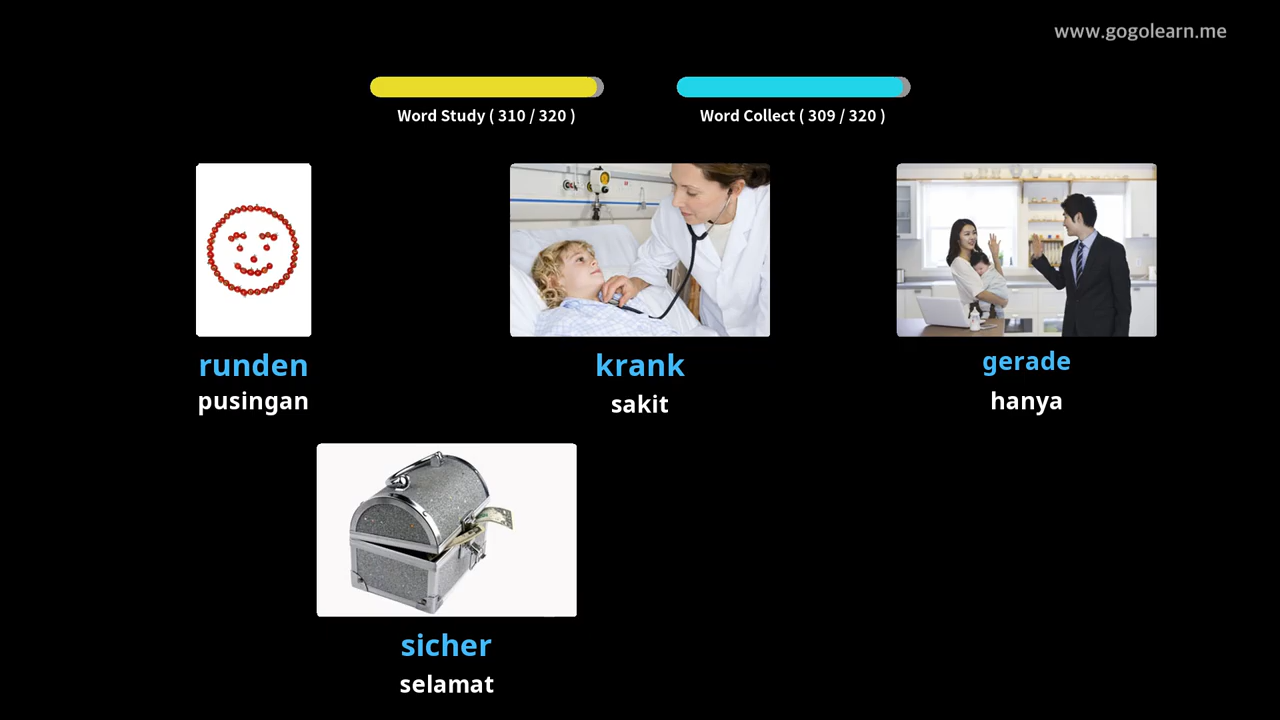 www.gogolearn.me
Word Study ( 310 / 320 )
Word Collect ( 309 / 320 )
runden
pusingan
krank
sakit
gerade
hanya
sicher
selamat